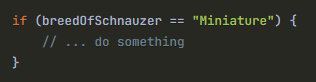 if (breedOfSchnauzer == "Miniature") {
    // ... do something
}